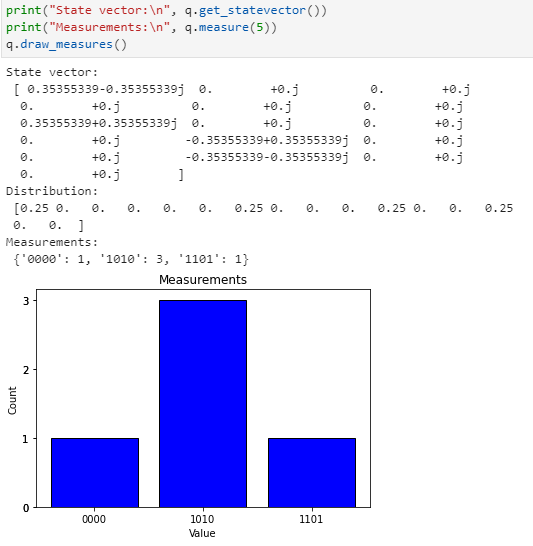 print("State vector:\n", q.get_statevector())
print("Measurements:\n", q.measure(5))
q.draw_measures()
State vector:
 [ 0.35355339-0.35355339j  0.        +0.j          0.        +0.j
  0.        +0.j          0.        +0.j          0.        +0.j
  0.35355339+0.35355339j  0.        +0.j          0.        +0.j
  0.        +0.j         -0.35355339+0.35355339j  0.        +0.j
  0.        +0.j         -0.35355339-0.35355339j  0.        +0.j
  0.        +0.j        ]
Distribution:
 [0.25 0.   0.   0.   0.   0.   0.25 0.   0.   0.   0.25 0.   0.   0.25
 0.   0.  ]
Measurements:
 {'0000': 1, '1010': 3, '1101': 1}
Measurements
3
2
1
0
Count
0000 1010 1101
Value